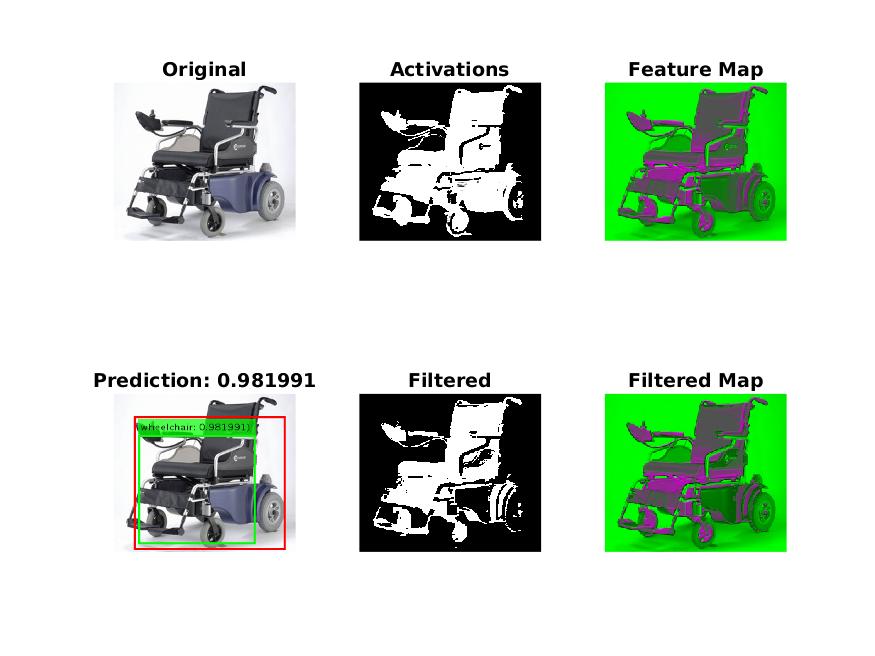 Original
Activations
Feature Map
Prediction: 0.981991
Filtered
Filtered Map
(wheelchair: 0.981991)